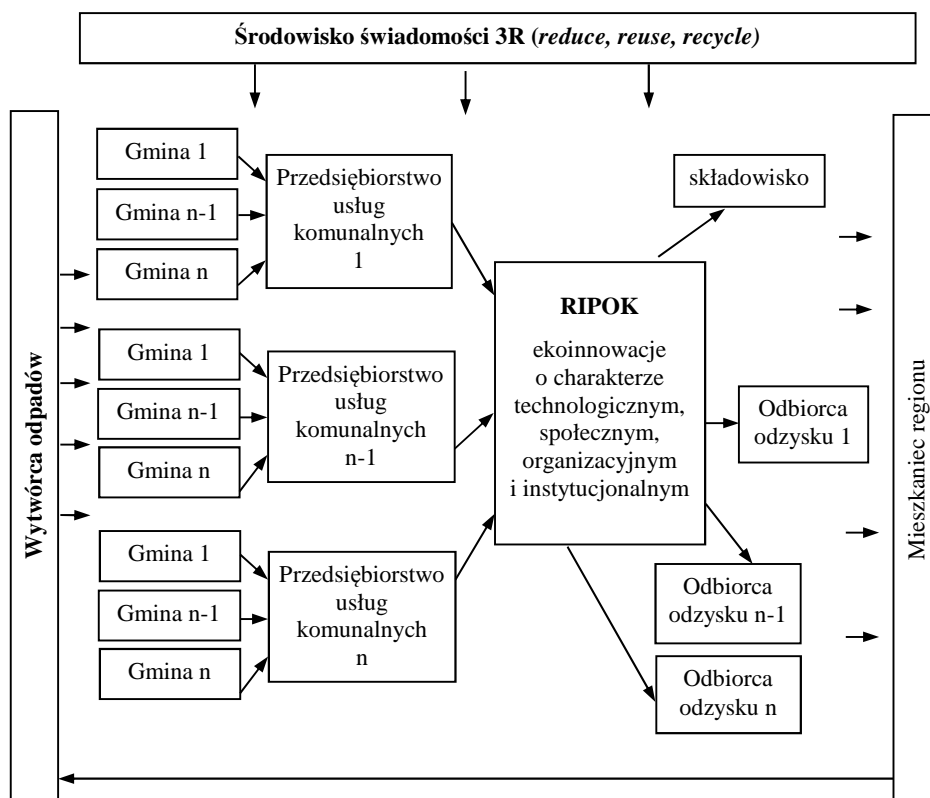 Środowisko świadomości 3R (reduce, reuse, recycle)
Wytwórca odpadów
Gmina 1
Gmina n-1
Gmina n
Przedsiębiorstwo
usług
komunalnych
1
Gmina 1
Gmina n-1
Gmina n
Przedsiębiorstwo
usług
komunalnych
n-1
Gmina 1
Gmina n-1
Gmina n
Przedsiębiorstwo
usług
komunalnych
n
RIPOK
ekoinnowacje
o charakterze
technologicznym,
społecznym,
organizacyjnym
i instytucjonalnym
składowisko
Odbiorca
odzysku 1
Odbiorca
odzysku n-1
Odbiorca
odzysku n
Mieszkaniec regionu